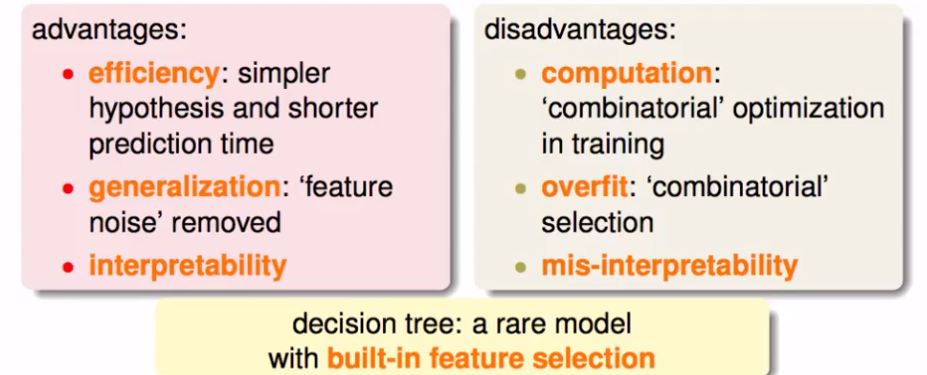 advantages:
• efficiency: simpler
hypothesis and shorter
prediction time
• generalization: ‘feature
noise’ removed
• interpretability
disadvantages:
• computation:
‘combinatorial’ optimization
in training
• overfit: ‘combinatorial’
selection
• mis-interpretability
decision tree: a rare model
with built-in feature selection